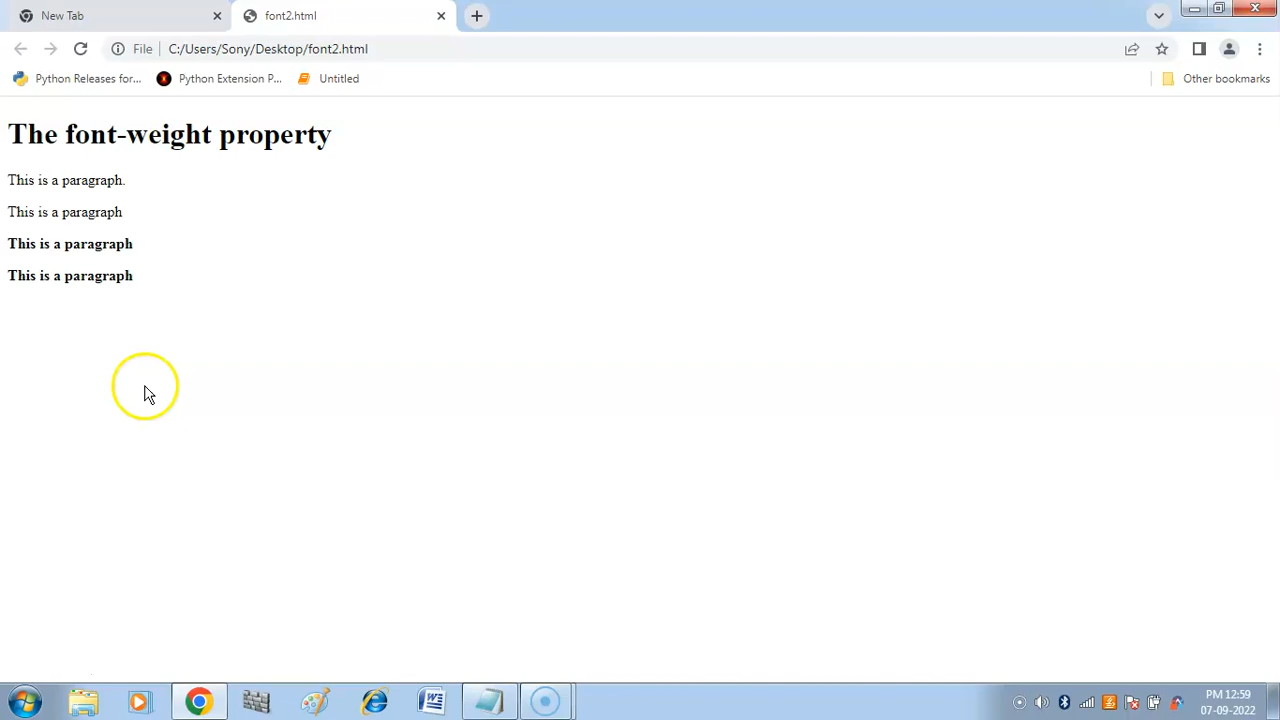 New Tab
font2.html
File
C:/Users/Sony/Desktop/font2.html
Python Releases for...
Python Extension P...
Untitled
Other bookmarks
The font-weight property
This is a paragraph.
This is a paragraph
This is a paragraph
This is a paragraph
PM 12:59
07-09-2022